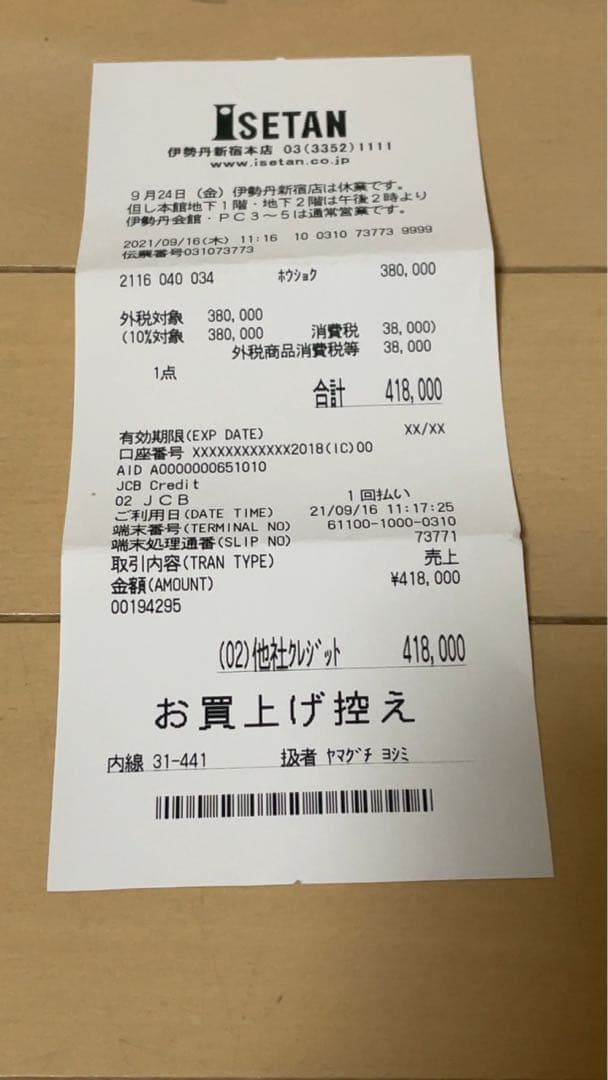 ISETAN
伊勢丹新宿本店 03(3352)1111
www.isetan.co.jp
9月24日(金)伊勢丹新宿店は休業です。
但し本館地下1階・地下2階は午後2時より
伊勢丹会館・PC3~5は通常営業です。
2021/09/16(木) 11:16 10 0310 73773 9999
伝票番号031073773
2116 040 034 ホウショク 380,000
外税対象 380,000
(10%対象 380,000 消費税 38,000)
外税商品消費税等 38,000
1点
合計 418,000
有効期限(EXP DATE) XX/XX
口座番号 XXXXXXXXXXXX2018(IC)00
AID A0000000651010
JCB Credit
02 JCB 1回払い
ご利用日(DATE TIME) 21/09/16 11:17:25
端末番号(TERMINAL NO) 61100-1000-0310
端末処理通番(SLIP NO) 73771
取引内容(TRAN TYPE) 売上
金額(AMOUNT) ¥418,000
00194295
(02)他社クレジット 418,000
お買上げ控え
内線 31-441 扱者 ヤマグチ ヨシミ